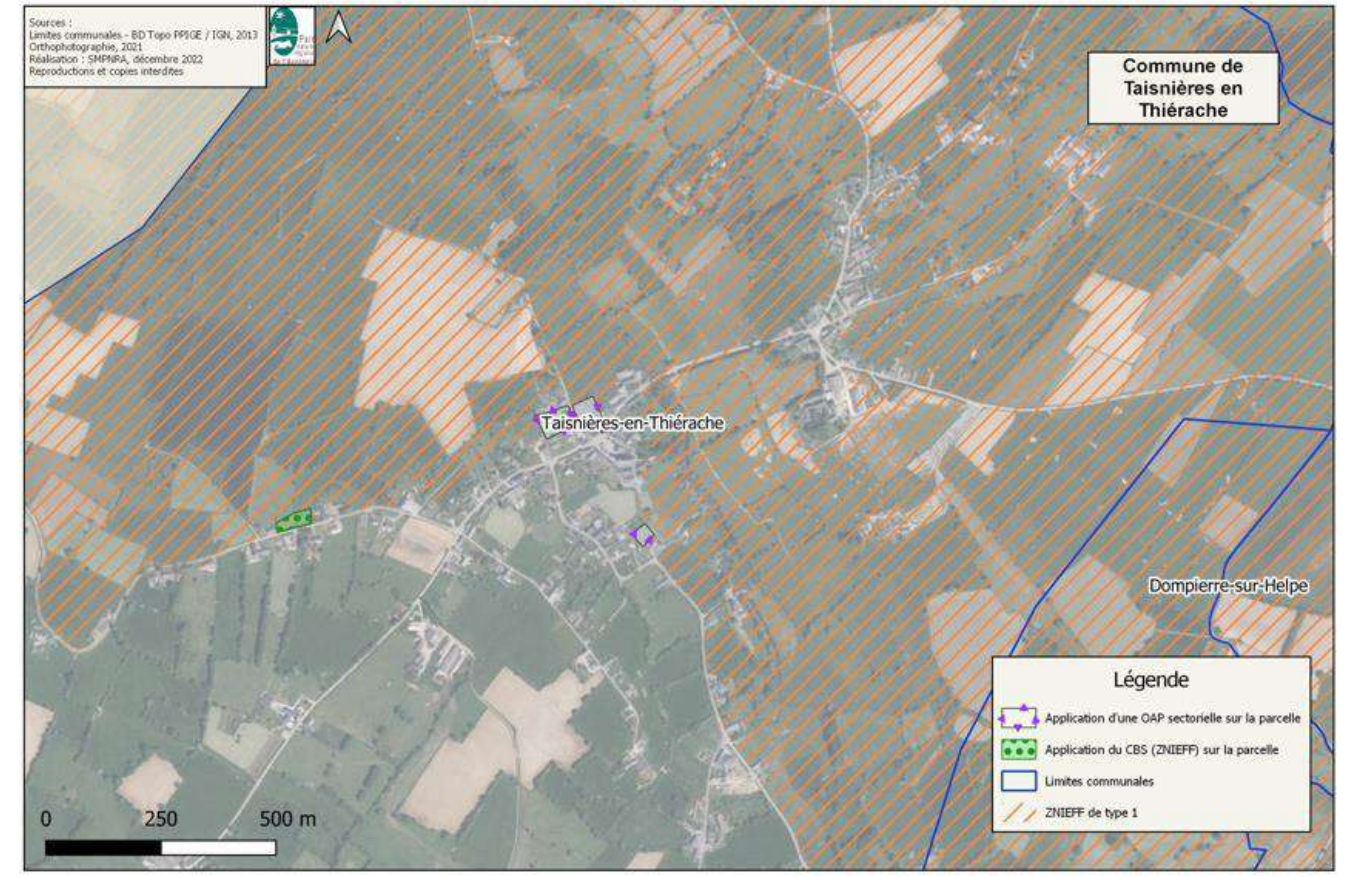 Sources :
Limites communales - BD Topo PPIGE / IGN, 2013
Orthophotographie, 2021
Réalisation : SMPNRA, décembre 2022
Reproductions et copies interdites
Parc
Commune de
Taisnières en
Thiérache
Taisnières-en-Thiérache
Dompierre-sur-Helpe
Légende
Application d'une OAP sectorielle sur la parcelle
Application du CBS (ZNIEFF) sur la parcelle
Limites communales
ZNIEFF de type 1
0 250 500 m